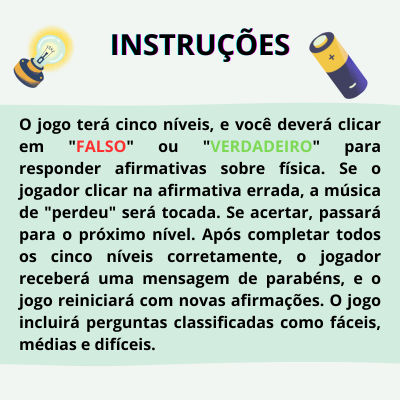 INSTRUÇÕES
O jogo terá cinco níveis, e você deverá clicar
em "FALSO" ou "VERDADEIRO" para
responder afirmativas sobre física. Se o
jogador clicar na afirmativa errada, a música
de "perdeu" será tocada. Se acertar, passará
para o próximo nível. Após completar todos
os cinco níveis corretamente, o jogador
receberá uma mensagem de parabéns, e o
jogo reiniciará com novas afirmações. O jogo
incluirá perguntas classificadas como fáceis,
médias e difíceis.